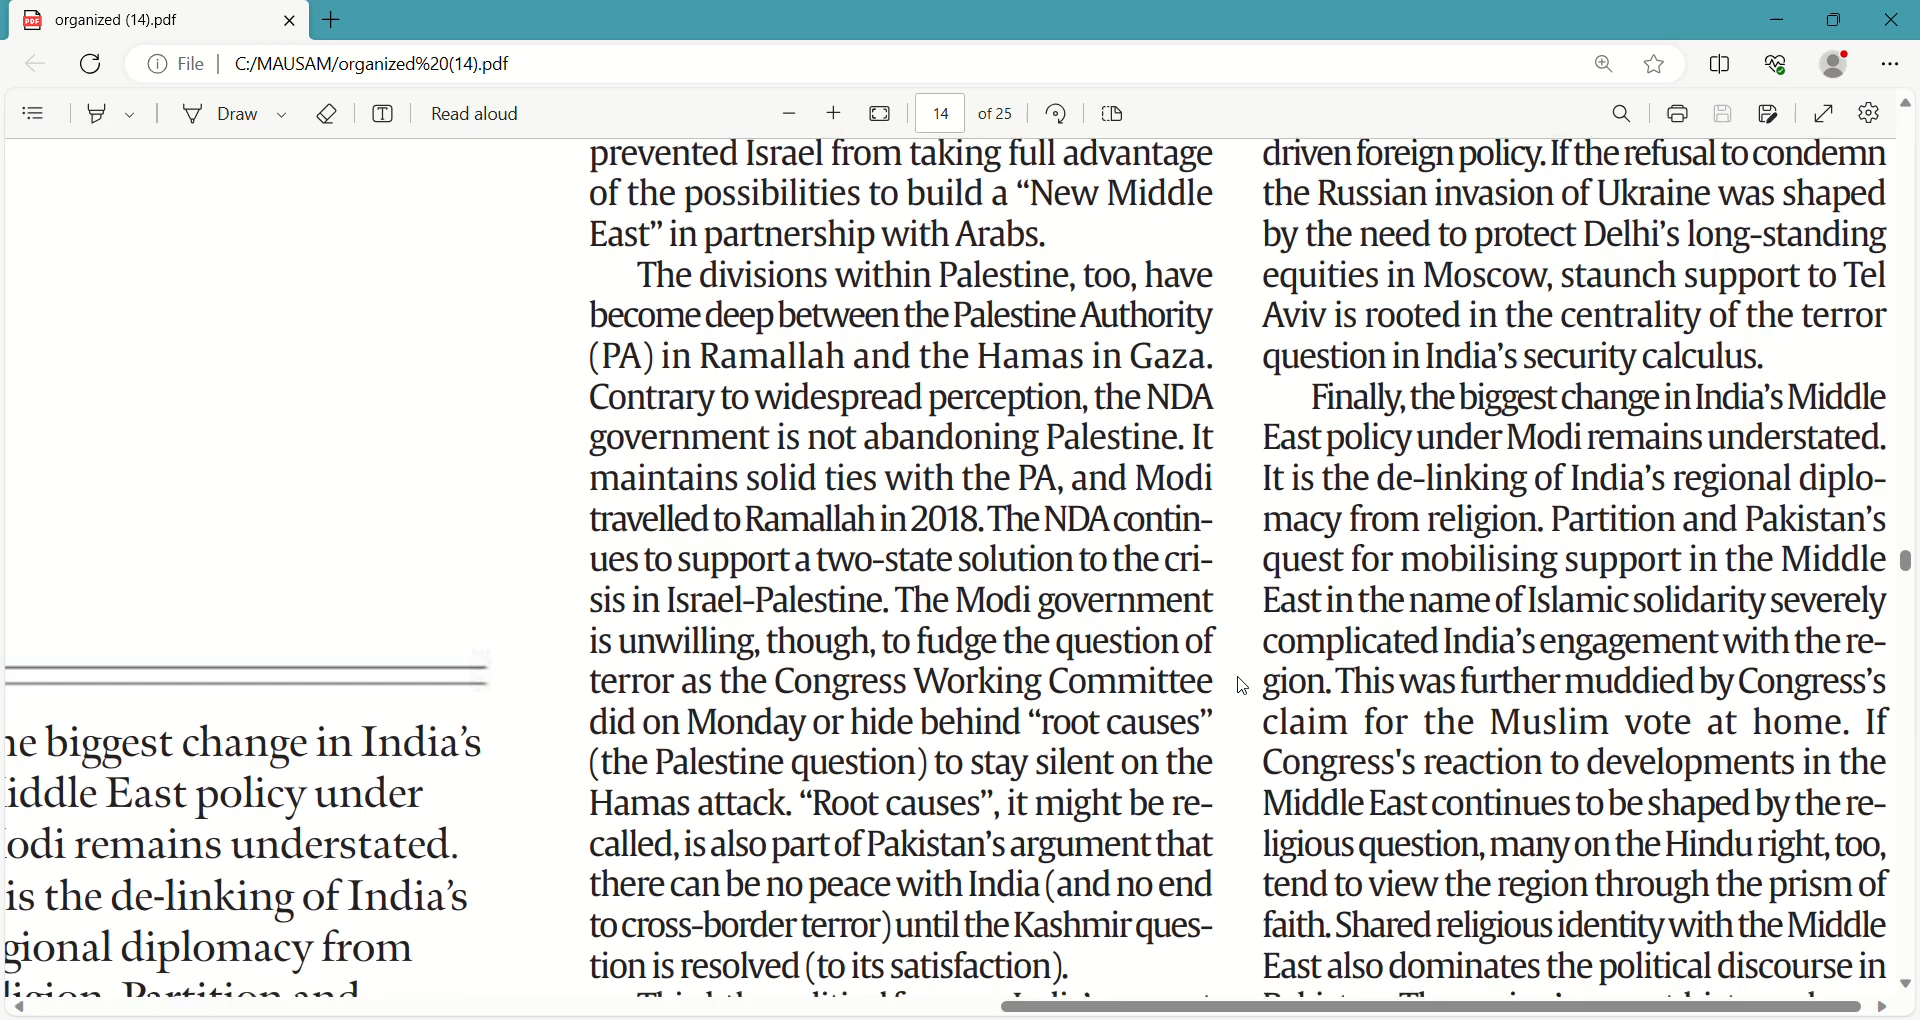 organized (14).pdf
File
C:/MAUSAM/organized%20(14).pdf
Draw
Read aloud
14
of 25
he biggest change in India's
iddle East policy under
odi remains understated.
is the de-linking of India's
gional diplomacy from
ligion. Partition and
prevented Israel from taking full advantage
of the possibilities to build a “New Middle
East” in partnership with Arabs.
The divisions within Palestine, too, have
become deep between the Palestine Authority
(PA) in Ramallah and the Hamas in Gaza.
Contrary to widespread perception, the NDA
government is not abandoning Palestine. It
maintains solid ties with the PA, and Modi
travelled to Ramallah in 2018. The NDA contin-
ues to support a two-state solution to the cri-
sis in Israel-Palestine. The Modi government
is unwilling, though, to fudge the question of
terror as the Congress Working Committee
did on Monday or hide behind “root causes”
(the Palestine question) to stay silent on the
Hamas attack. “Root causes”, it might be re-
called, is also part of Pakistan's argument that
there can be no peace with India (and no end
to cross-border terror) until the Kashmir ques-
tion is resolved (to its satisfaction).
driven foreign policy. If the refusal to condemn
the Russian invasion of Ukraine was shaped
by the need to protect Delhi's long-standing
equities in Moscow, staunch support to Tel
Aviv is rooted in the centrality of the terror
question in India's security calculus.
Finally, the biggest change in India's Middle
East policy under Modi remains understated.
It is the de-linking of India's regional diplo-
macy from religion. Partition and Pakistan's
quest for mobilising support in the Middle
East in the name of Islamic solidarity severely
complicated India's engagement with the re-
gion. This was further muddied by Congress's
claim for the Muslim vote at home. If
Congress's reaction to developments in the
Middle East continues to be shaped by the re-
ligious question, many on the Hindu right, too,
tend to view the region through the prism of
faith. Shared religious identity with the Middle
East also dominates the political discourse in